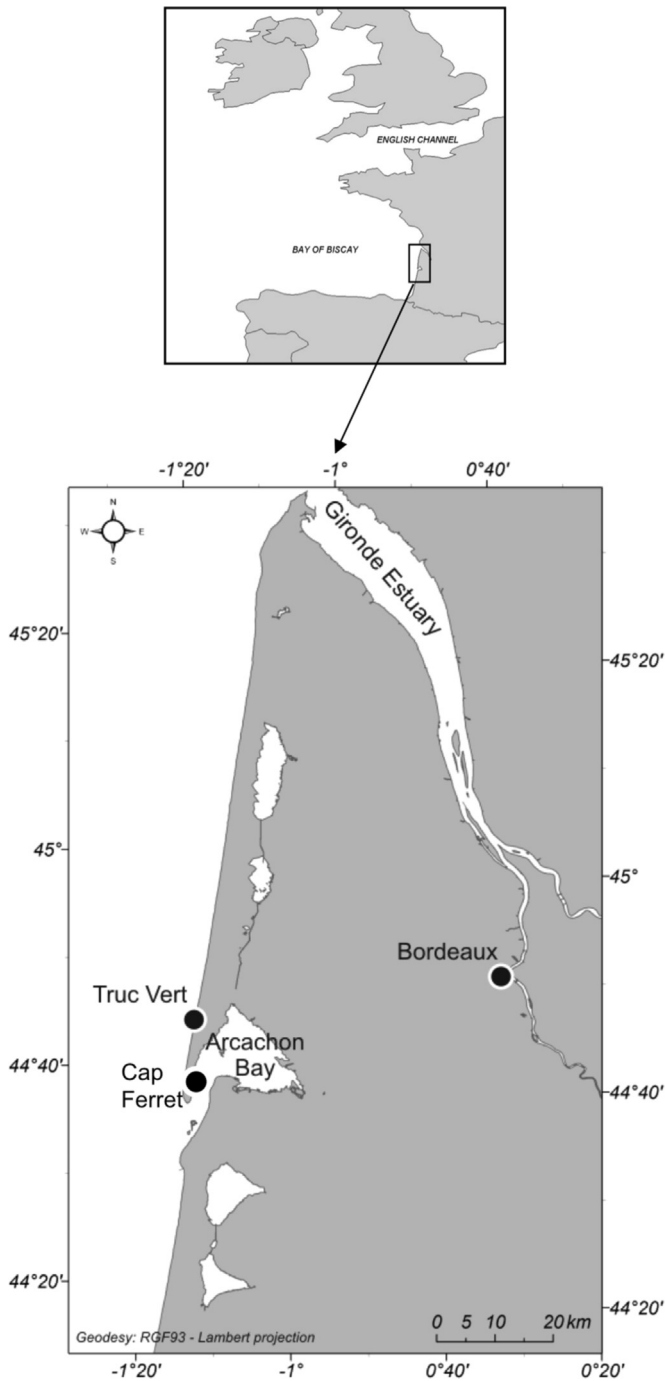 ENGLISH CHANNEL
BAY OF BISCAY
-1°20'
-1°
0°40'
N
W
E
S
Gironde Estuary
45°20'
45°20'
45°
45°
Bordeaux
Truc Vert
Arcachon
Bay
44°40'
Cap
Ferret
44°40'
44°20'
44°20'
0 5 10 20 km
Geodesy: RGF93 - Lambert projection
-1°20'
-1°
0°40'
0°20'